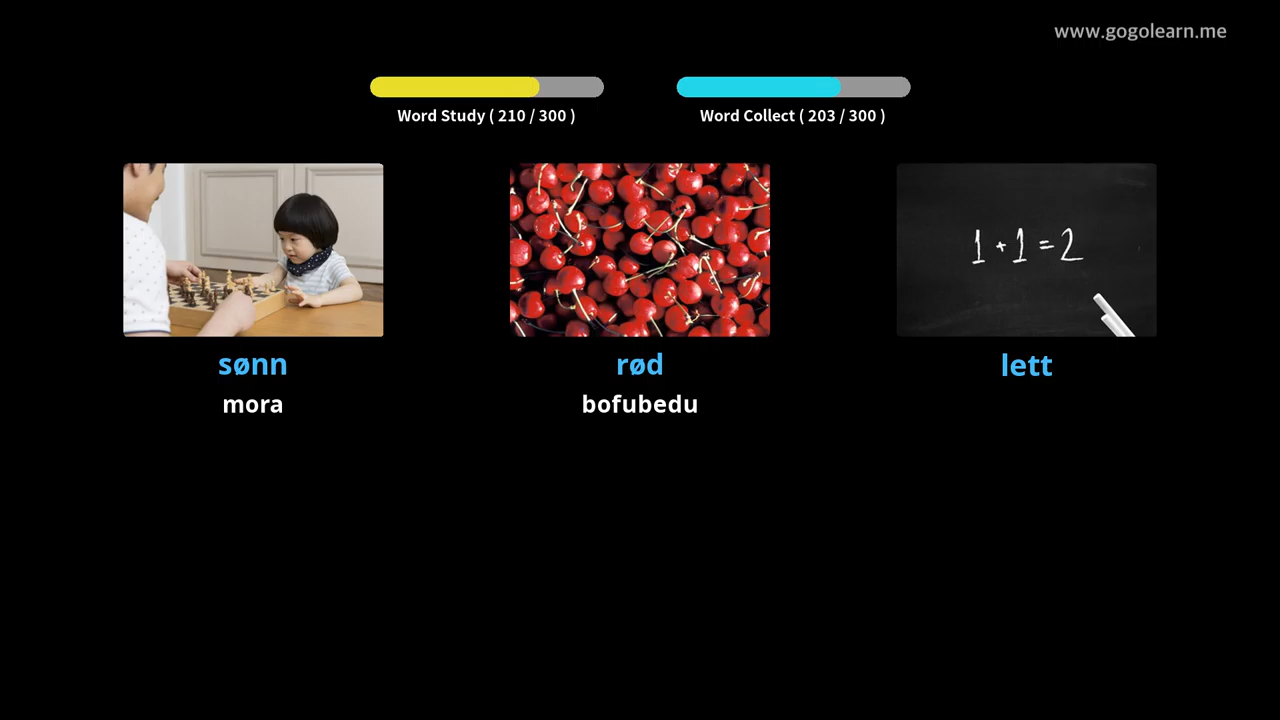 www.gogolearn.me
Word Study ( 210 / 300 )
Word Collect ( 203 / 300 )
1 + 1 = 2
sønn
rød
lett
mora
bofubedu